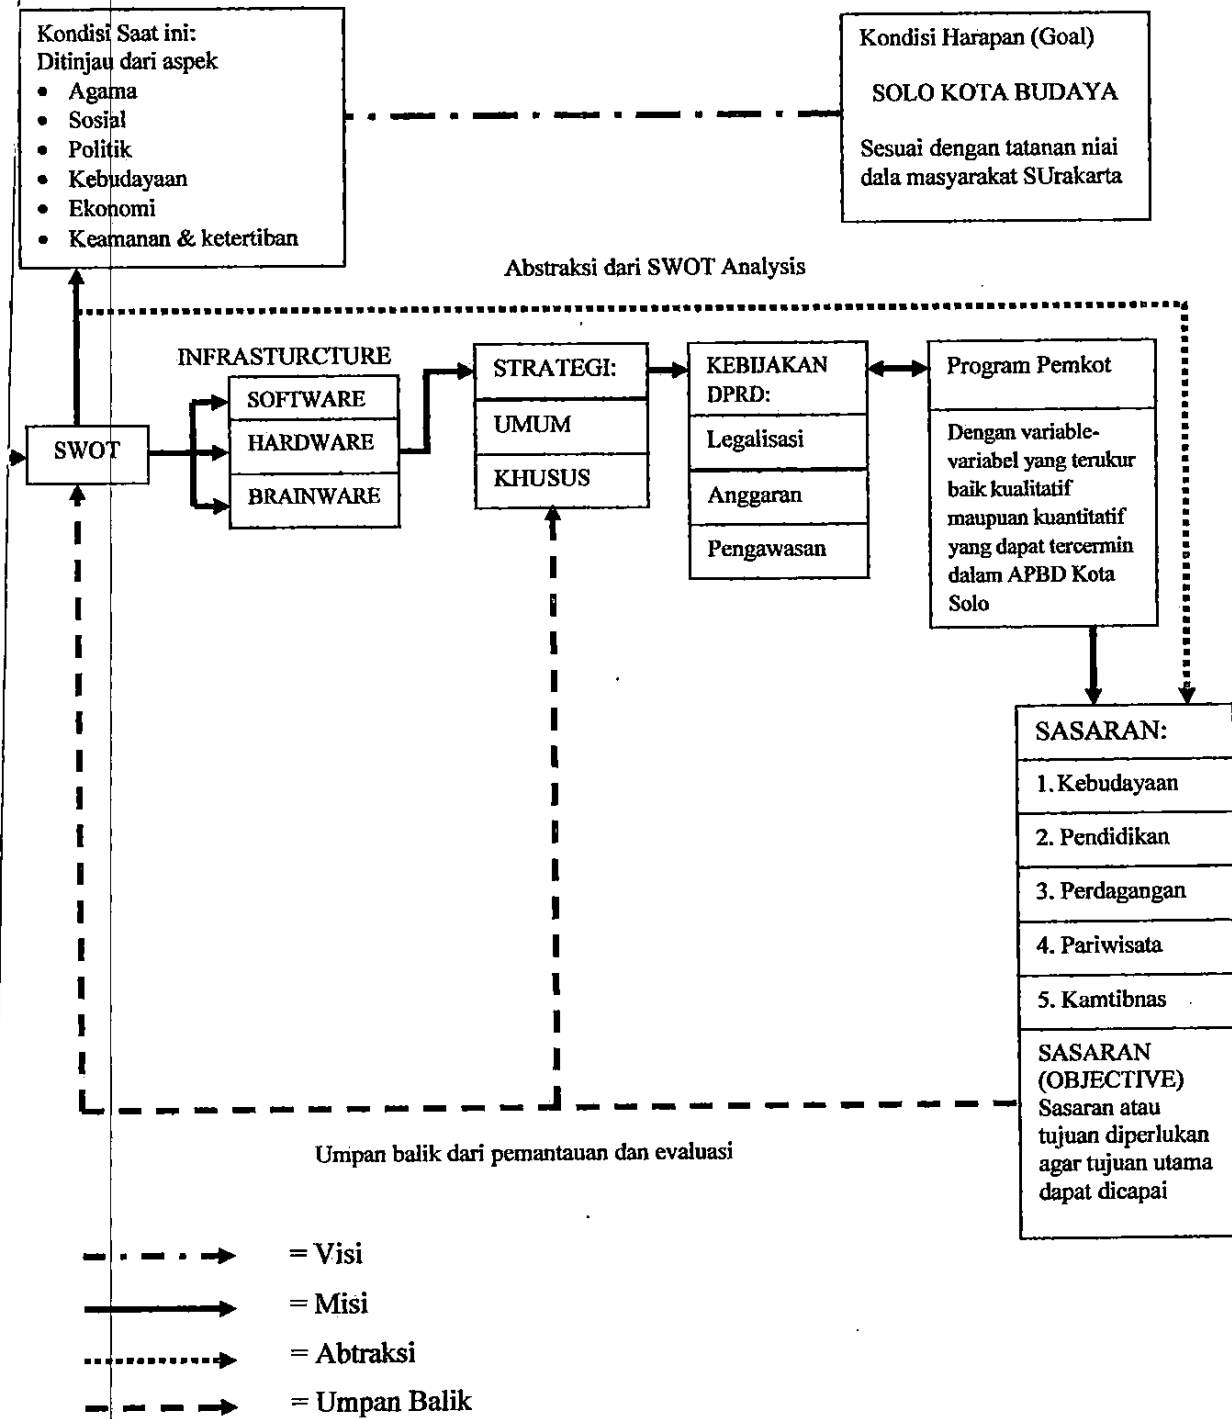 Kondisi Saat ini:
Ditinjau dari aspek
• Agama
• Sosial
• Politik
• Kebudayaan
• Ekonomi
• Keamanan & ketertiban
Kondisi Harapan (Goal)
SOLO KOTA BUDAYA
Sesuai dengan tatanan niai
dala masyarakat SUrakarta
Abstraksi dari SWOT Analysis
SWOT
INFRASTURCTURE
SOFTWARE
HARDWARE
BRAINWARE
STRATEGI:
UMUM
KHUSUS
KEBIJAKAN
DPRD:
Legalisasi
Anggaran
Pengawasan
Program Pemkot
Dengan variable-
variabel yang terukur
baik kualitatif
maupuan kuantitatif
yang dapat tercermin
dalam APBD Kota
Solo
SASARAN:
1. Kebudayaan
2. Pendidikan
3. Perdagangan
4. Pariwisata
5. Kamtibnas
SASARAN
(OBJECTIVE)
Sasaran atau
tujuan diperlukan
agar tujuan utama
dapat dicapai
Umpan balik dari pemantauan dan evaluasi
= Visi
= Misi
= Abtraksi
= Umpan Balik